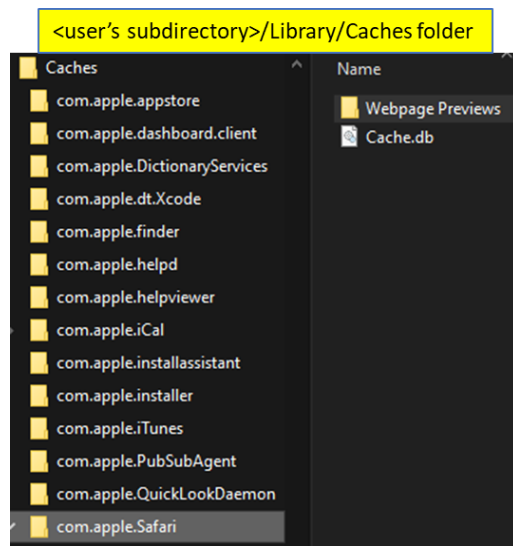 <user's subdirectory>/Library/Caches folder
Caches
com.apple.appstore
com.apple.dashboard.client
com.apple.DictionaryServices
com.apple.dt.Xcode
com.apple.finder
com.apple.helpd
com.apple.helpviewer
com.apple.iCal
com.apple.installassistant
com.apple.installer
com.apple.iTunes
com.apple.PubSubAgent
com.apple.QuickLookDaemon
com.apple.Safari
Name
Webpage Previews
Cache.db